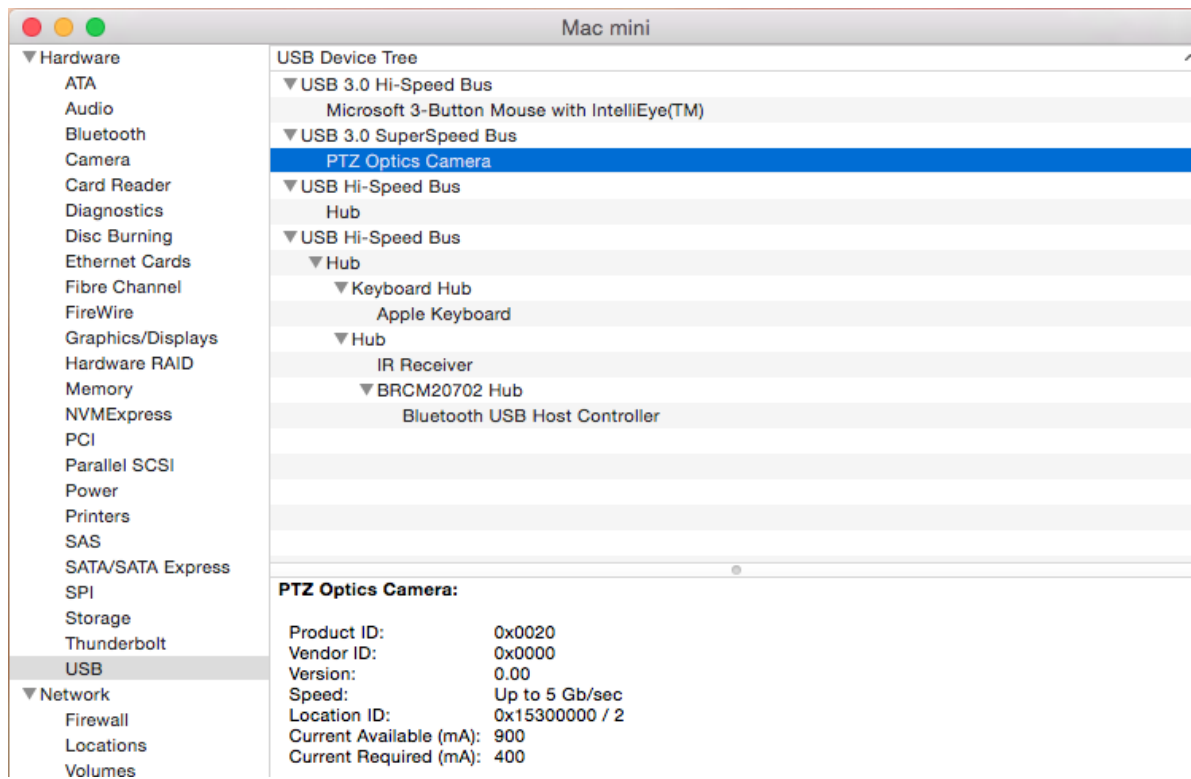 Mac mini
Hardware
ATA
Audio
Bluetooth
Camera
Card Reader
Diagnostics
Disc Burning
Ethernet Cards
Fibre Channel
FireWire
Graphics/Displays
Hardware RAID
Memory
NVMExpress
PCI
Parallel SCSI
Power
Printers
SAS
SATA/SATA Express
SPI
Storage
Thunderbolt
USB
Network
Firewall
Locations
Volumes
USB Device Tree
USB 3.0 Hi-Speed Bus
Microsoft 3-Button Mouse with IntelliEye(TM)
USB 3.0 SuperSpeed Bus
PTZ Optics Camera
USB Hi-Speed Bus
Hub
USB Hi-Speed Bus
Hub
Keyboard Hub
Apple Keyboard
Hub
IR Receiver
BRCM20702 Hub
Bluetooth USB Host Controller
PTZ Optics Camera:
Product ID: 0x0020
Vendor ID: 0x0000
Version: 0.00
Speed: Up to 5 Gb/sec
Location ID: 0x15300000 / 2
Current Available (mA): 900
Current Required (mA): 400